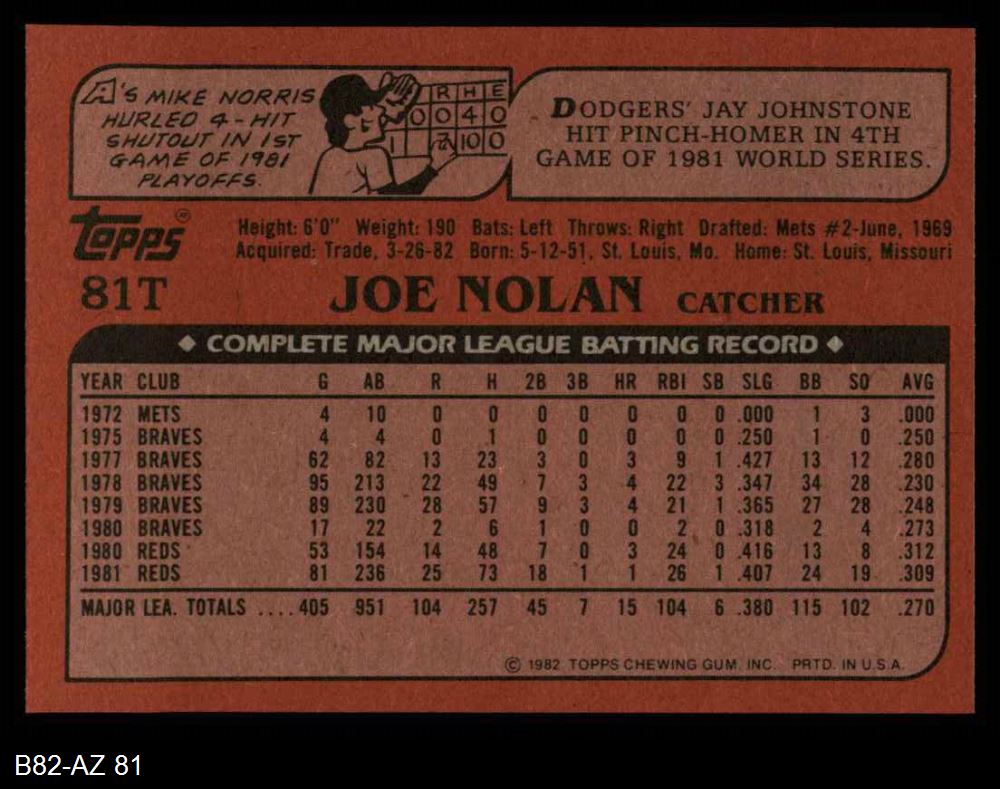 A's MIKE NORRIS
HURLED 4-HIT
SHUTOUT IN 1ST
GAME OF 1981
PLAYOFFS.
R H E
0 0 4 0
1 10 0
DODGERS' JAY JOHNSTONE
HIT PINCH-HOMER IN 4TH
GAME OF 1981 WORLD SERIES.
Topps®
Height: 6'0" Weight: 190 Bats: Left Throws: Right Drafted: Mets #2-June, 1969
Acquired: Trade, 3-26-82 Born: 5-12-51, St. Louis, Mo. Home: St. Louis, Missouri
81T JOE NOLAN CATCHER
◆ COMPLETE MAJOR LEAGUE BATTING RECORD ◆
YEAR CLUB G AB R H 2B 3B HR RBI SB SLG BB SO AVG
1972 METS 4 10 0 0 0 0 0 0 0 .000 1 3 .000
1975 BRAVES 4 4 0 1 0 0 0 0 0 .250 1 0 .250
1977 BRAVES 62 82 13 23 3 0 3 9 1 .427 13 12 .280
1978 BRAVES 95 213 22 49 7 3 4 22 3 .347 34 28 .230
1979 BRAVES 89 230 28 57 9 3 4 21 1 .365 27 28 .248
1980 BRAVES 17 22 2 6 1 0 0 2 0 .318 2 4 .273
1980 REDS 53 154 14 48 7 0 3 24 0 .416 13 8 .312
1981 REDS 81 236 25 73 18 1 1 26 1 .407 24 19 .309
MAJOR LEA. TOTALS ....405 951 104 257 45 7 15 104 6 .380 115 102 .270
© 1982 TOPPS CHEWING GUM, INC. PRTD. IN U.S.A.
B82-AZ 81